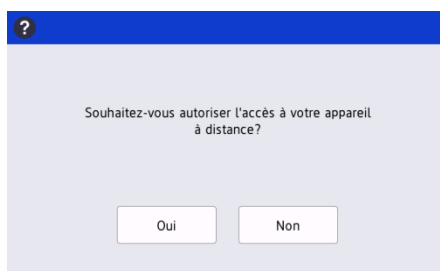 ?
Souhaitez-vous autoriser l'accès à votre appareil
à distance?
Oui
Non